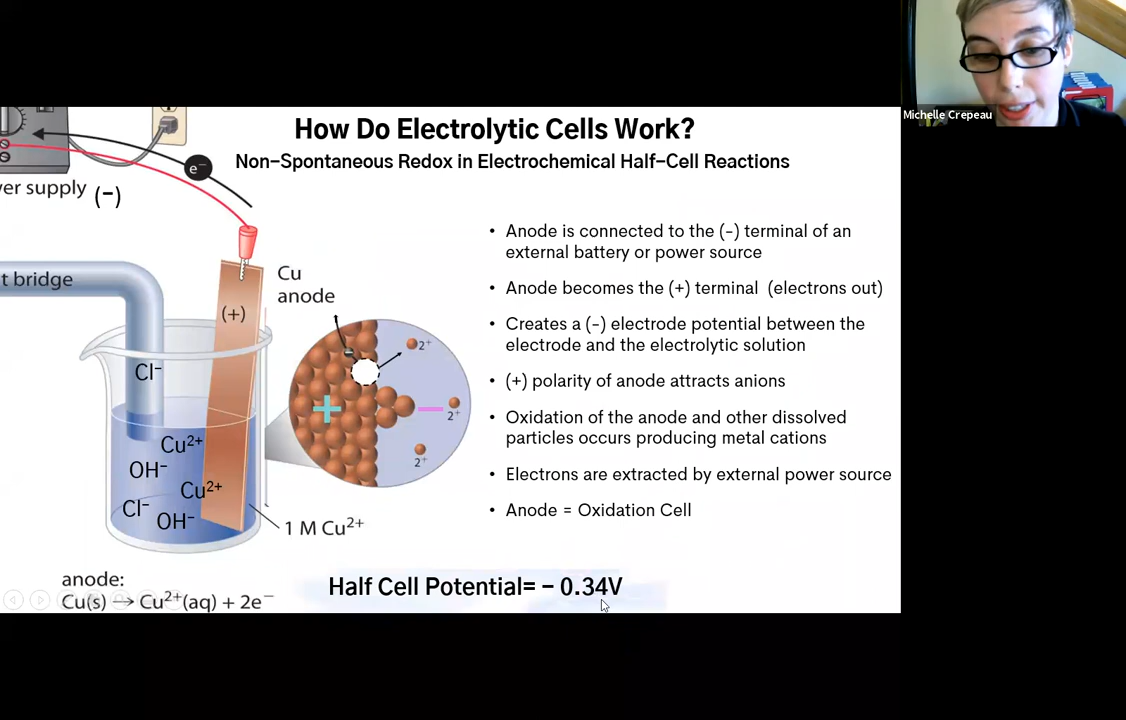 Michelle Crepeau
How Do Electrolytic Cells Work?
Non-Spontaneous Redox in Electrochemical Half-Cell Reactions
e⁻
supply (-)
bridge
Cu
anode
(+)
Cl⁻
Cu²⁺
OH⁻
Cu²⁺
Cl⁻
OH⁻
2+
+
−
2+
2+
1 M Cu²⁺
• Anode is connected to the (-) terminal of an
external battery or power source
• Anode becomes the (+) terminal (electrons out)
• Creates a (-) electrode potential between the
electrode and the electrolytic solution
• (+) polarity of anode attracts anions
• Oxidation of the anode and other dissolved
particles occurs producing metal cations
• Electrons are extracted by external power source
• Anode = Oxidation Cell
anode:
Cu(s) → Cu²⁺(aq) + 2e⁻
Half Cell Potential= − 0.34V